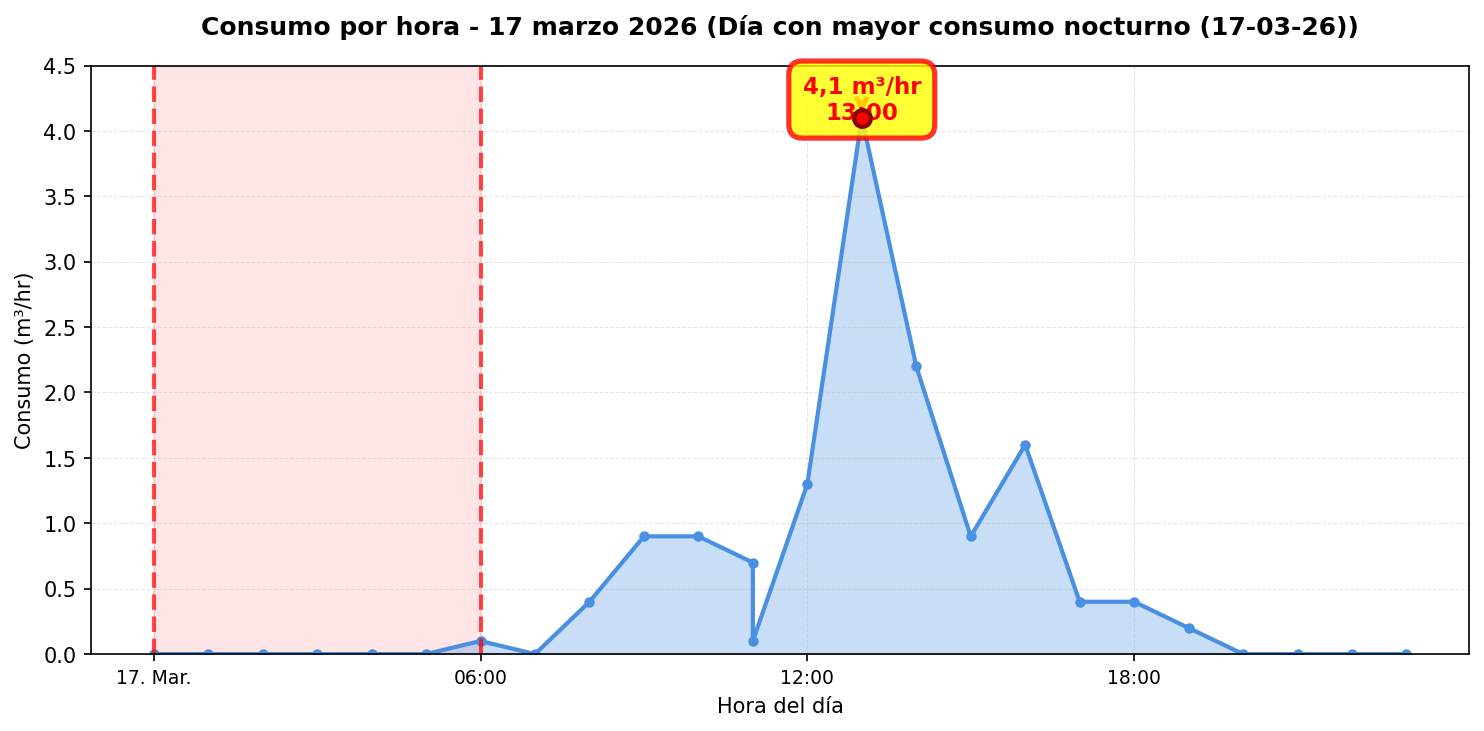 Consumo por hora - 17 marzo 2026 (Día con mayor consumo nocturno (17-03-26))
4,1 m³/hr
13:00
Consumo (m³/hr)
4.5
4.0
3.5
3.0
2.5
2.0
1.5
1.0
0.5
0.0
17. Mar.
06:00
12:00
18:00
Hora del día